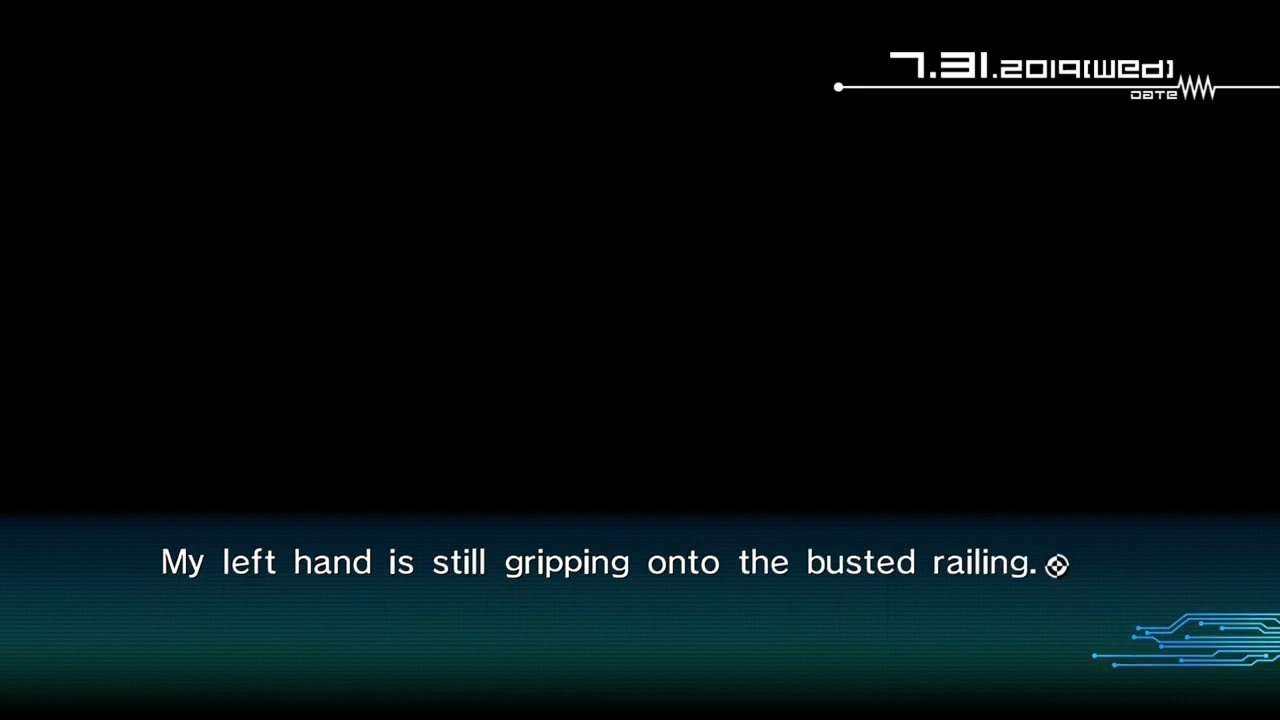 7.31.2019[wed]
DATE
My left hand is still gripping onto the busted railing.